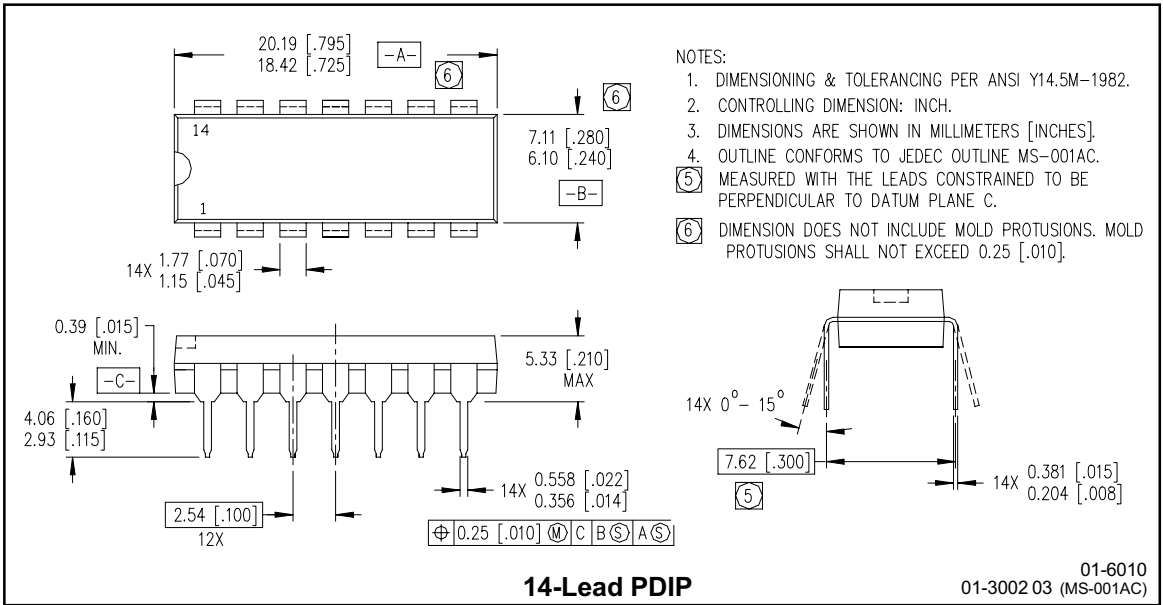 20.19 [.795]
18.42 [.725]
-A-
6
6
14
1
7.11 [.280]
6.10 [.240]
-B-
14X 1.77 [.070]
1.15 [.045]
NOTES:
1. DIMENSIONING & TOLERANCING PER ANSI Y14.5M-1982.
2. CONTROLLING DIMENSION: INCH.
3. DIMENSIONS ARE SHOWN IN MILLIMETERS [INCHES].
4. OUTLINE CONFORMS TO JEDEC OUTLINE MS-001AC.
5 MEASURED WITH THE LEADS CONSTRAINED TO BE
PERPENDICULAR TO DATUM PLANE C.
6 DIMENSION DOES NOT INCLUDE MOLD PROTUSIONS. MOLD
PROTUSIONS SHALL NOT EXCEED 0.25 [.010].
0.39 [.015]
MIN.
-C-
4.06 [.160]
2.93 [.115]
5.33 [.210]
MAX
2.54 [.100]
12X
14X 0.558 [.022]
0.356 [.014]
⌖ 0.25 [.010] Ⓜ C B Ⓢ A Ⓢ
14X 0°- 15°
7.62 [.300]
5
14X 0.381 [.015]
0.204 [.008]
14-Lead PDIP
01-6010
01-3002 03 (MS-001AC)